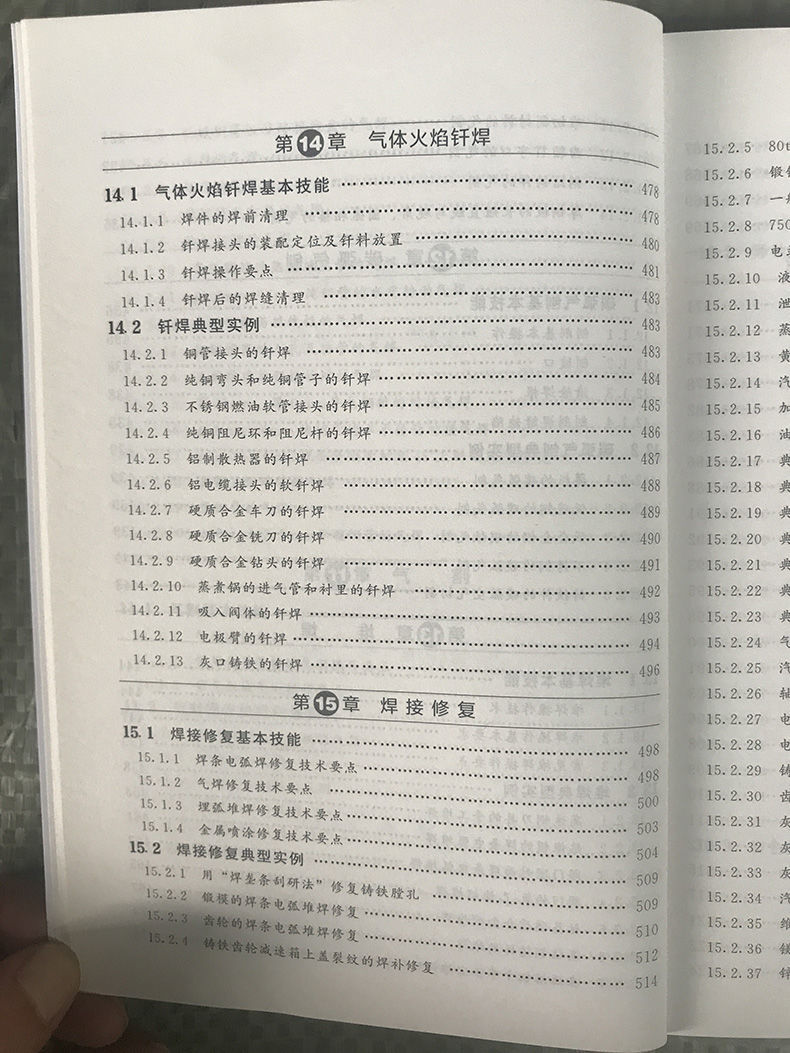 第14章 气体火焰钎焊
14.1 气体火焰钎焊基本技能 …… 478
14.1.1 焊件的焊前清理 …… 478
14.1.2 钎焊接头的装配定位及钎料放置 …… 480
14.1.3 钎焊操作要点 …… 481
14.1.4 钎焊后的焊缝清理 …… 483
14.2 钎焊典型实例 …… 483
14.2.1 铜管接头的钎焊 …… 483
14.2.2 纯铜弯头和纯铜管子的钎焊 …… 484
14.2.3 不锈钢燃油软管接头的钎焊 …… 485
14.2.4 纯铜阻尼环和阻尼杆的钎焊 …… 486
14.2.5 铝制散热器的钎焊 …… 487
14.2.6 铝电缆接头的软钎焊 …… 488
14.2.7 硬质合金车刀的钎焊 …… 489
14.2.8 硬质合金铣刀的钎焊 …… 490
14.2.9 硬质合金钻头的钎焊 …… 491
14.2.10 蒸煮锅的进气管和衬里的钎焊 …… 492
14.2.11 吸入阀体的钎焊 …… 493
14.2.12 电极臂的钎焊 …… 494
14.2.13 灰口铸铁的钎焊 …… 496
第15章 焊接修复
15.1 焊接修复基本技能 …… 498
15.1.1 焊条电弧焊修复技术要点 …… 498
15.1.2 气焊修复技术要点 …… 500
15.1.3 埋弧堆焊修复技术要点 …… 503
15.1.4 金属喷涂修复技术要点 …… 504
15.2 焊接修复典型实例 …… 509
15.2.1 用“焊垫条刮研法”修复铸铁膛孔 …… 509
15.2.2 锻模的焊条电弧堆焊修复 …… 510
15.2.3 齿轮的焊条电弧堆焊修复 …… 512
15.2.4 铸铁齿轮减速箱上盖裂纹的焊补修复 …… 514
15.2.5 80t
15.2.6 锻
15.2.7 一般
15.2.8 750
15.2.9 电
15.2.10 液
15.2.11 泄
15.2.12 蒸
15.2.13 黄
15.2.14 汽
15.2.15 加
15.2.16 油
15.2.17 典
15.2.18 典
15.2.19 典
15.2.20 典
15.2.21 典
15.2.22 典
15.2.23 典
15.2.24 气
15.2.25 汽
15.2.26 轴
15.2.27 电
15.2.28 电
15.2.29 铸
15.2.30 齿
15.2.31 灰
15.2.32 灰
15.2.33 灰
15.2.34 汽
15.2.35 维
15.2.36 镁
15.2.37 锌